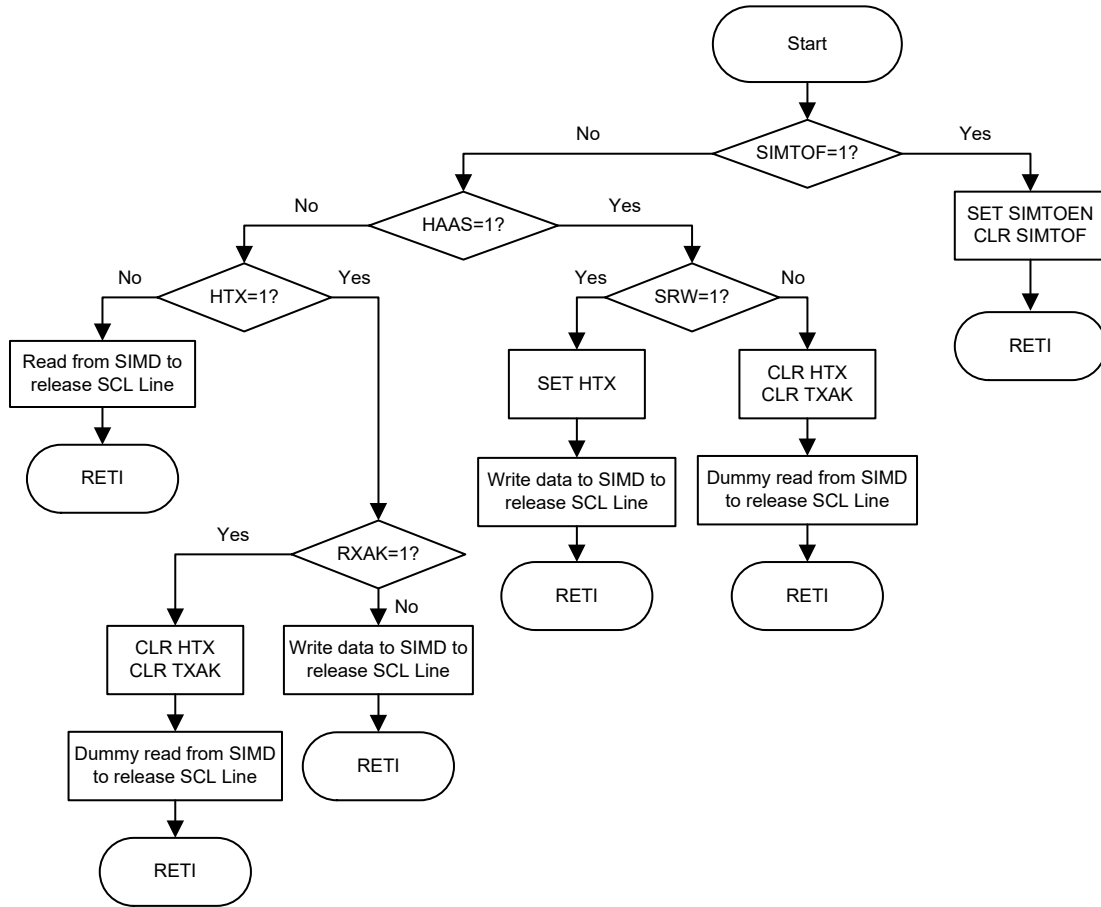 Start
No
SIMTOF=1?
Yes
No
HAAS=1?
Yes
SET SIMTOEN
CLR SIMTOF
No
HTX=1?
Yes
Yes
SRW=1?
No
RETI
Read from SIMD to
release SCL Line
SET HTX
CLR HTX
CLR TXAK
RETI
Write data to SIMD to
release SCL Line
Dummy read from SIMD
to release SCL Line
Yes
RXAK=1?
No
RETI
RETI
CLR HTX
CLR TXAK
Write data to SIMD to
release SCL Line
Dummy read from SIMD
to release SCL Line
RETI
RETI